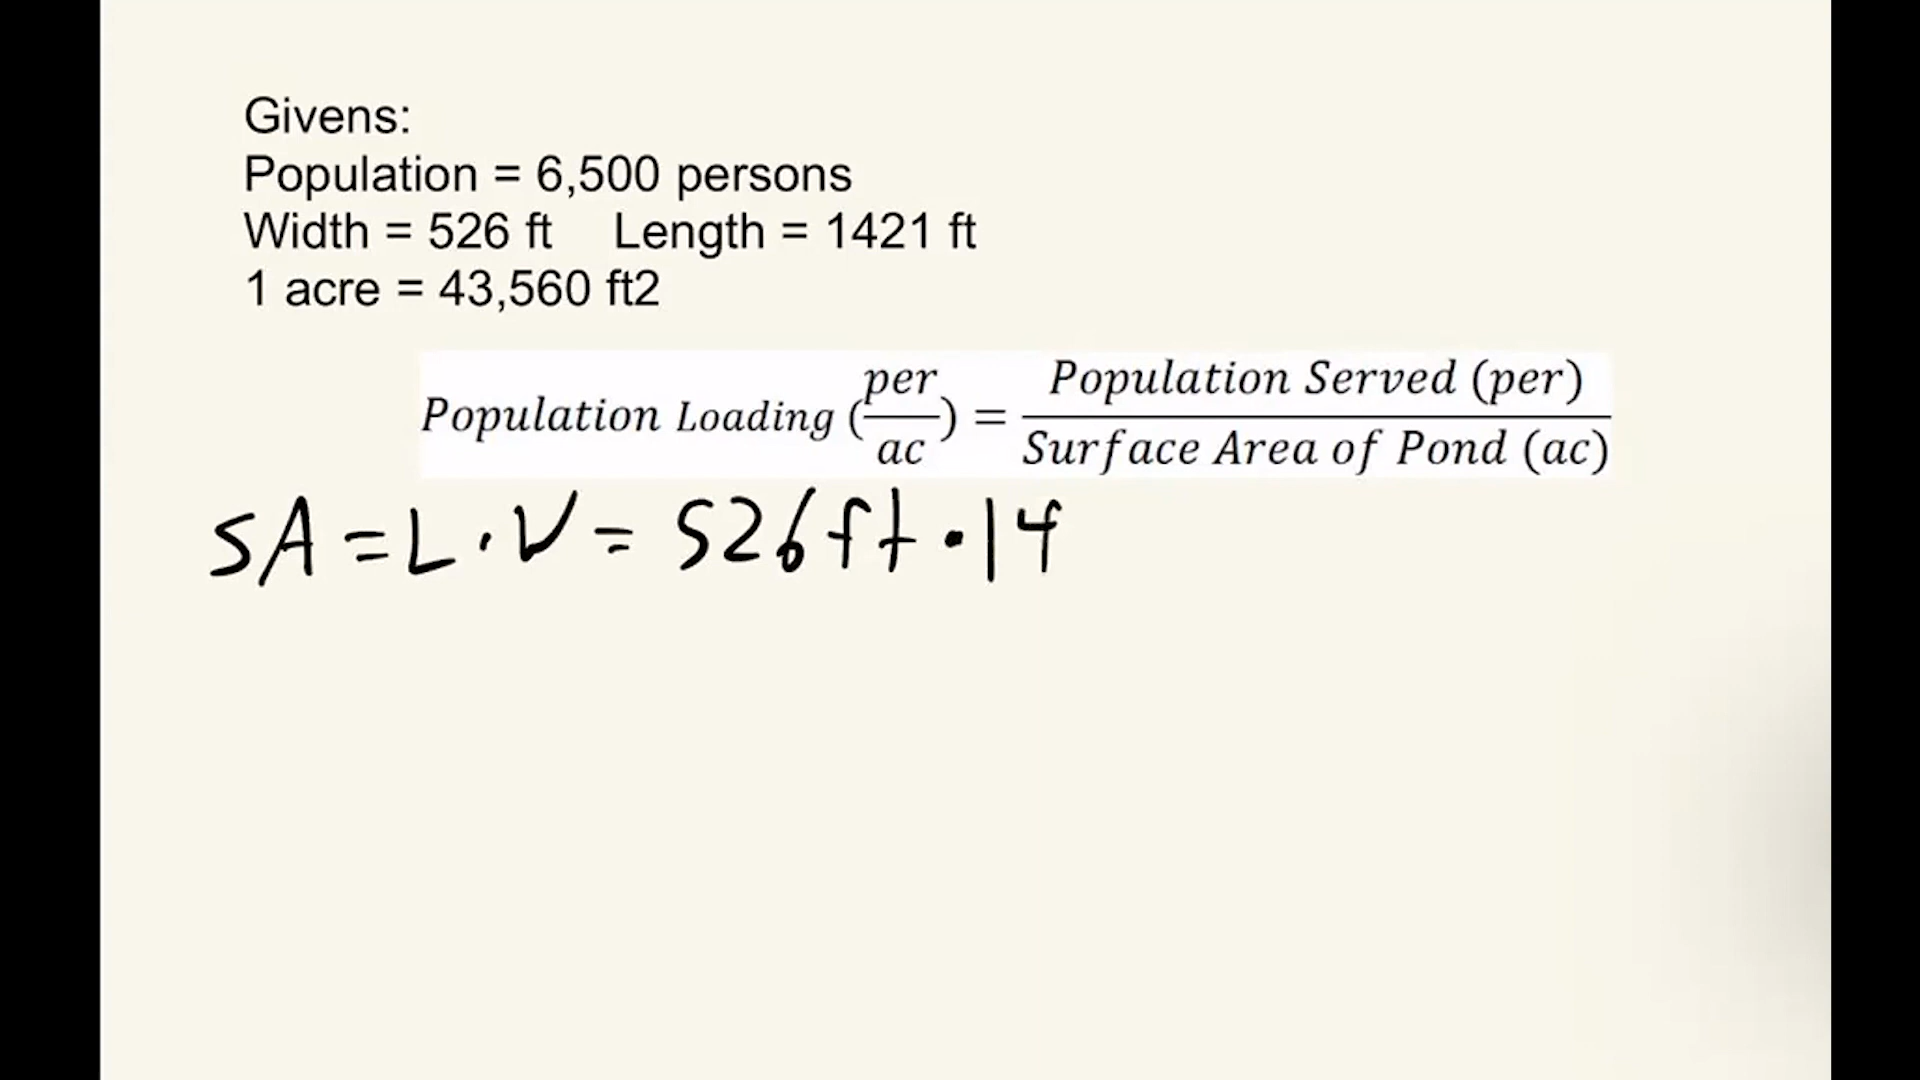 Givens:
Population = 6,500 persons
Width = 526 ft Length = 1421 ft
1 acre = 43,560 ft2
Population Loading (per/ac) = Population Served (per)/Surface Area of Pond (ac)
SA = L · W = 526ft · 14